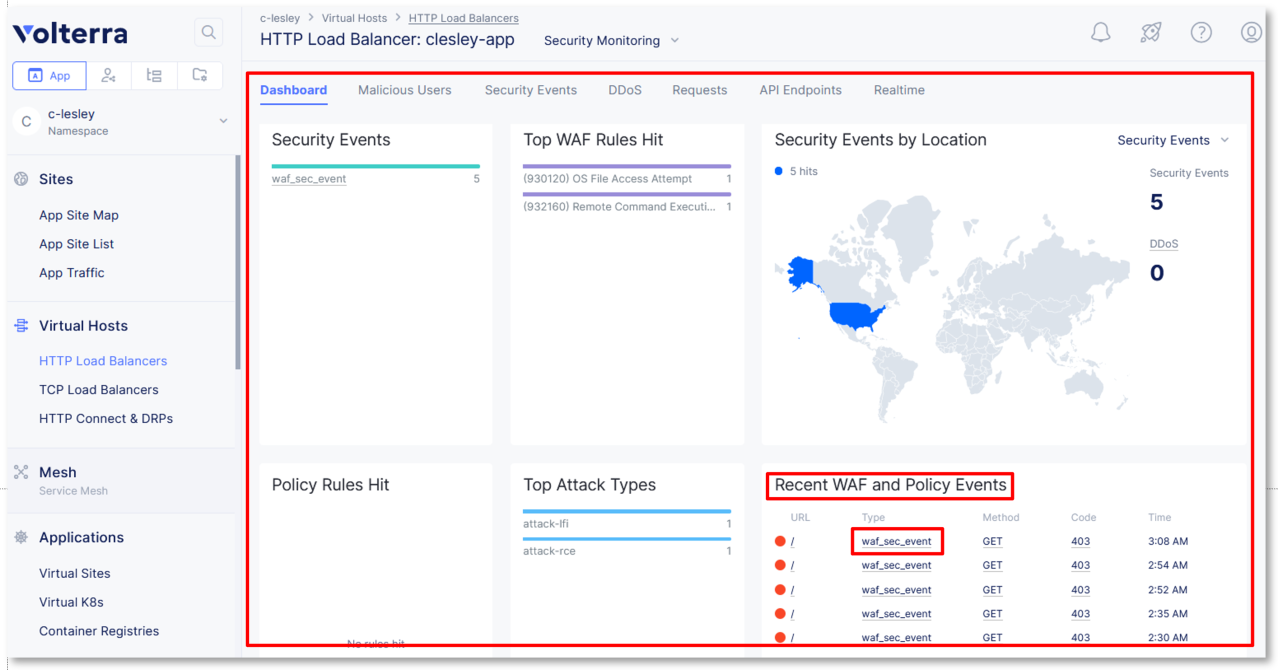 Volterra
App
C
c-lesley
Namespace
Sites
App Site Map
App Site List
App Traffic
Virtual Hosts
HTTP Load Balancers
TCP Load Balancers
HTTP Connect & DRPs
Mesh
Service Mesh
Applications
Virtual Sites
Virtual K8s
Container Registries
c-lesley > Virtual Hosts > HTTP Load Balancers
HTTP Load Balancer: clesley-app Security Monitoring
Dashboard Malicious Users Security Events DDoS Requests API Endpoints Realtime
Security Events
waf_sec_event 5
Top WAF Rules Hit
(930120) OS File Access Attempt 1
(932160) Remote Command Executi... 1
Security Events by Location Security Events
5 hits
Security Events
5
DDoS
0
Policy Rules Hit
No rules hit
Top Attack Types
attack-lfi 1
attack-rce 1
Recent WAF and Policy Events
URL Type Method Code Time
/ waf_sec_event GET 403 3:08 AM
/ waf_sec_event GET 403 2:54 AM
/ waf_sec_event GET 403 2:52 AM
/ waf_sec_event GET 403 2:35 AM
/ waf_sec_event GET 403 2:30 AM